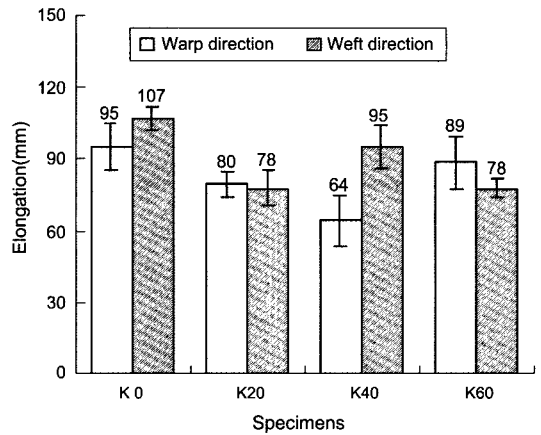 150
Warp direction
Weft direction
120
107
95
95
89
90
80
78
78
64
60
30
0
Elongation(mm)
K 0
K20
K40
K60
Specimens